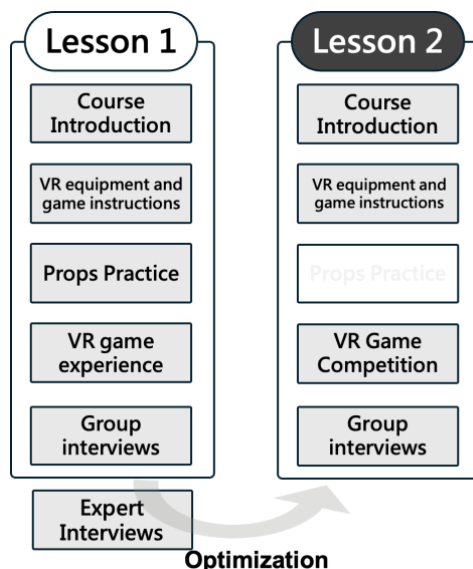 Lesson 1
Course
Introduction
VR equipment and
game instructions
Props Practice
VR game
experience
Group
interviews
Expert
Interviews
Lesson 2
Course
Introduction
VR equipment and
game instructions
Props Practice
VR Game
Competition
Group
interviews
Optimization